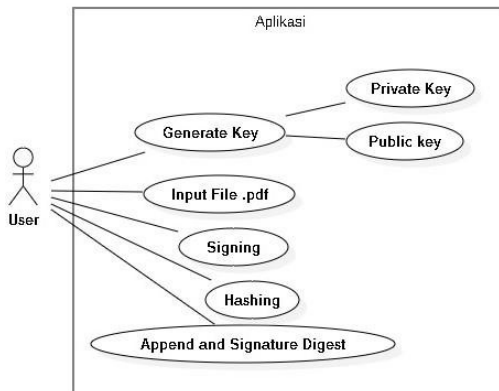 Aplikasi
Private Key
Generate Key
Public key
User
Input File .pdf
Signing
Hashing
Append and Signature Digest